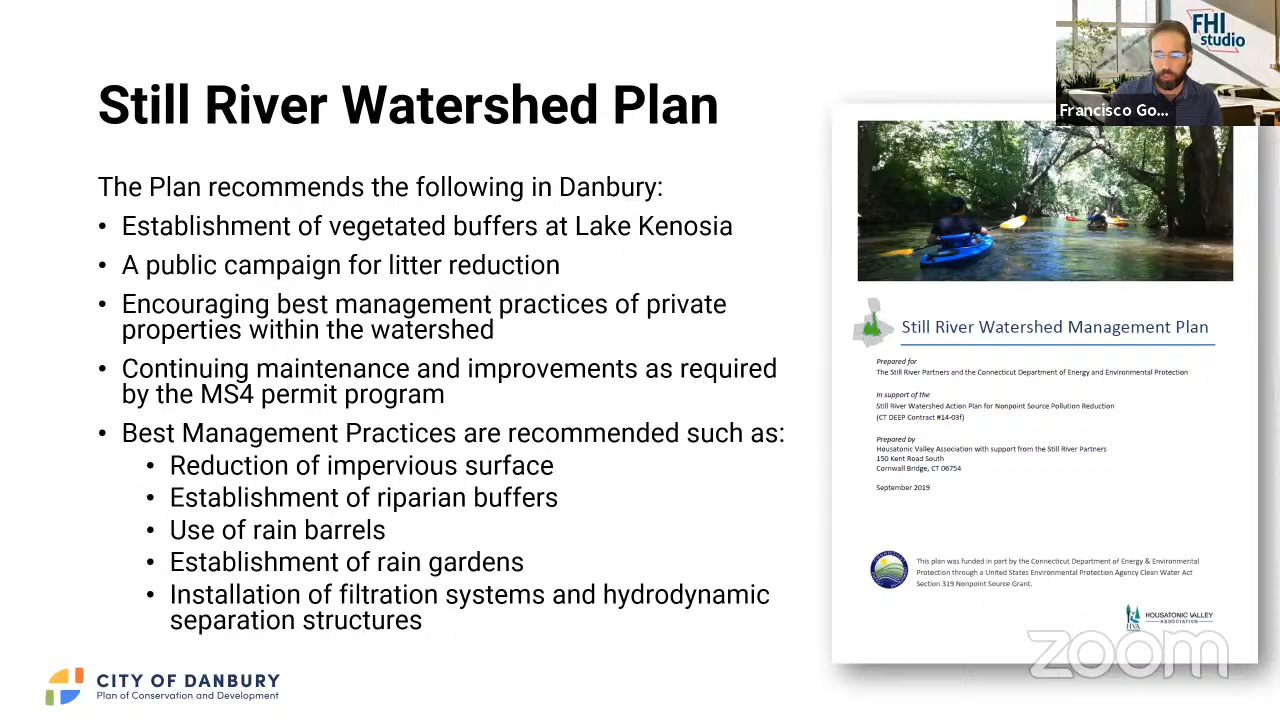 FHI
studio
Francisco Go...
Still River Watershed Plan
The Plan recommends the following in Danbury:
• Establishment of vegetated buffers at Lake Kenosia
• A public campaign for litter reduction
• Encouraging best management practices of private
properties within the watershed
• Continuing maintenance and improvements as required
by the MS4 permit program
• Best Management Practices are recommended such as:
• Reduction of impervious surface
• Establishment of riparian buffers
• Use of rain barrels
• Establishment of rain gardens
• Installation of filtration systems and hydrodynamic
separation structures
CITY OF DANBURY
Plan of Conservation and Development
Still River Watershed Management Plan
Prepared for
The Still River Partners and the Connecticut Department of Energy and Environmental Protection
In support of the
Still River Watershed Action Plan for Nonpoint Source Pollution Reduction
(CT DEEP Contract #14-03f)
Prepared by
Housatonic Valley Association with support from the Still River Partners
150 Kent Road South
Cornwall Bridge, CT 06754
September 2019
This plan was funded in part by the Connecticut Department of Energy & Environmental
Protection through a United States Environmental Protection Agency Clean Water Act
Section 319 Nonpoint Source Grant.
HVA
HOUSATONIC VALLEY
ASSOCIATION
zoom